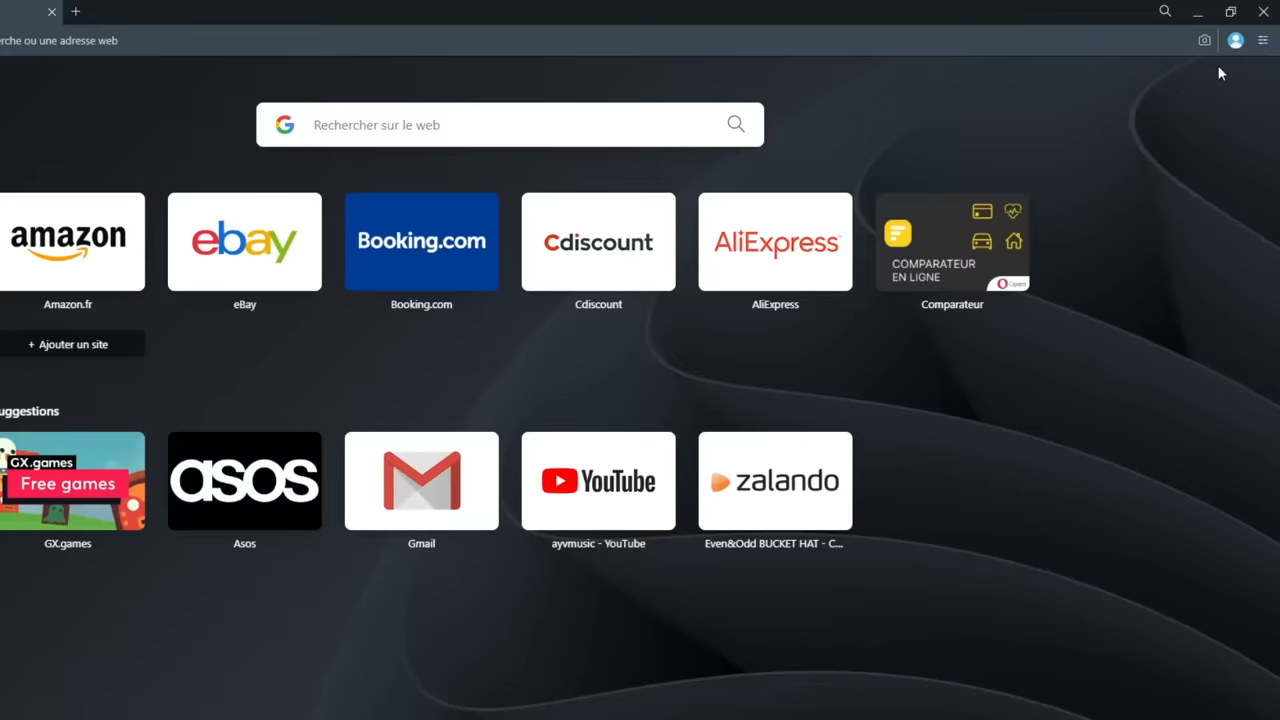 rche ou une adresse web
Rechercher sur le web
amazon
ebay
Booking.com
Cdiscount
AliExpress
COMPARATEUR
EN LIGNE
Opera
Amazon.fr
eBay
Booking.com
Cdiscount
AliExpress
Comparateur
+ Ajouter un site
uggestions
GX.games
Free games
asos
YouTube
zalando
GX.games
Asos
Gmail
ayvmusic - YouTube
Even&Odd BUCKET HAT - C...